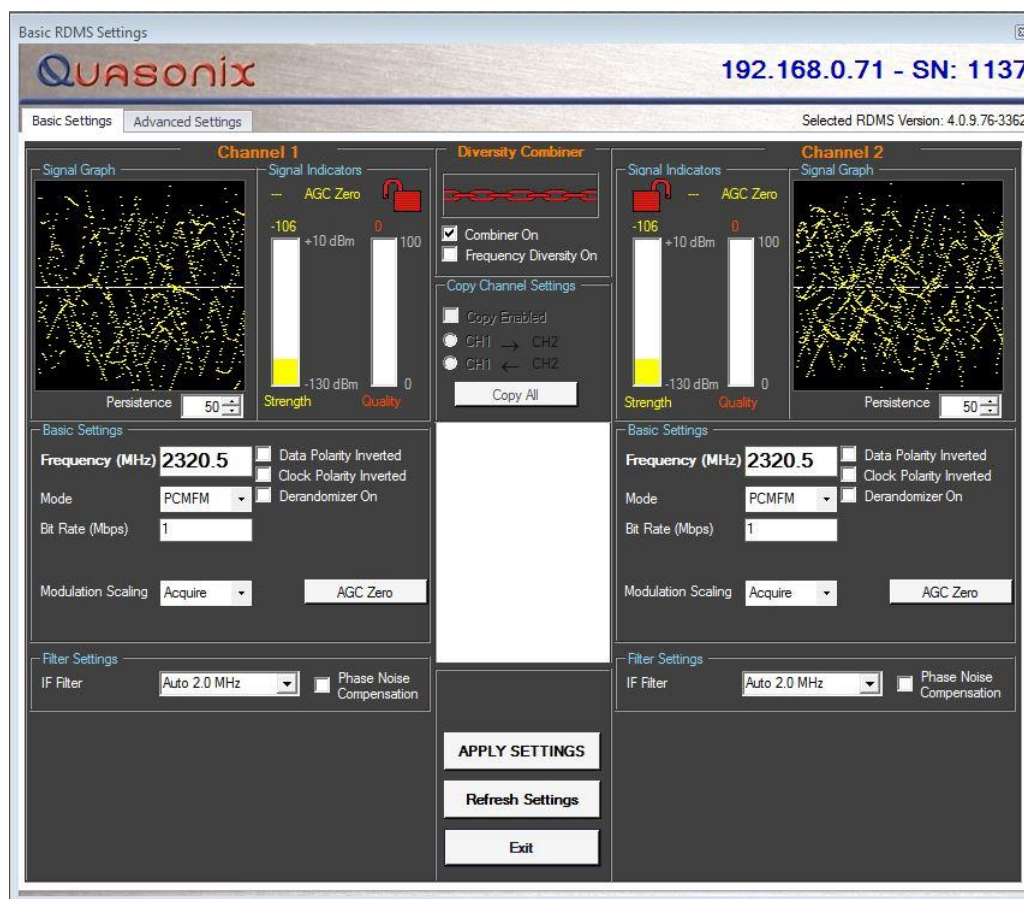 Basic RDMS Settings
Quasonix
192.168.0.71 - SN: 1137
Basic Settings
Advanced Settings
Selected RDMS Version: 4.0.9.76-3362
Channel 1
Signal Graph
Signal Indicators
--- AGC Zero
-106
0
+10 dBm
100
-130 dBm
0
Strength
Quality
Persistence
50
Diversity Combiner
Combiner On
Frequency Diversity On
Copy Channel Settings
Copy Enabled
CH1 → CH2
CH1 ← CH2
Copy All
Channel 2
Signal Indicators
Signal Graph
--- AGC Zero
-106
0
+10 dBm
100
-130 dBm
0
Strength
Quality
Persistence
50
Basic Settings
Frequency (MHz)
2320.5
Data Polarity Inverted
Clock Polarity Inverted
Mode
PCMFM
Derandomizer On
Bit Rate (Mbps)
1
Modulation Scaling
Acquire
AGC Zero
Filter Settings
IF Filter
Auto 2.0 MHz
Phase Noise
Compensation
Basic Settings
Frequency (MHz)
2320.5
Data Polarity Inverted
Clock Polarity Inverted
Mode
PCMFM
Derandomizer On
Bit Rate (Mbps)
1
Modulation Scaling
Acquire
AGC Zero
Filter Settings
IF Filter
Auto 2.0 MHz
Phase Noise
Compensation
APPLY SETTINGS
Refresh Settings
Exit